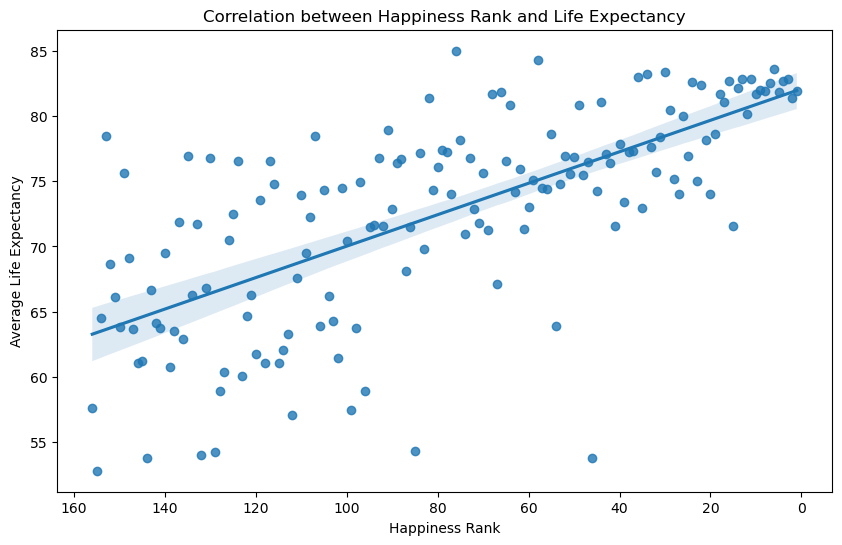 Correlation between Happiness Rank and Life Expectancy
Average Life Expectancy
85
80
75
70
65
60
55
160 140 120 100 80 60 40 20 0
Happiness Rank